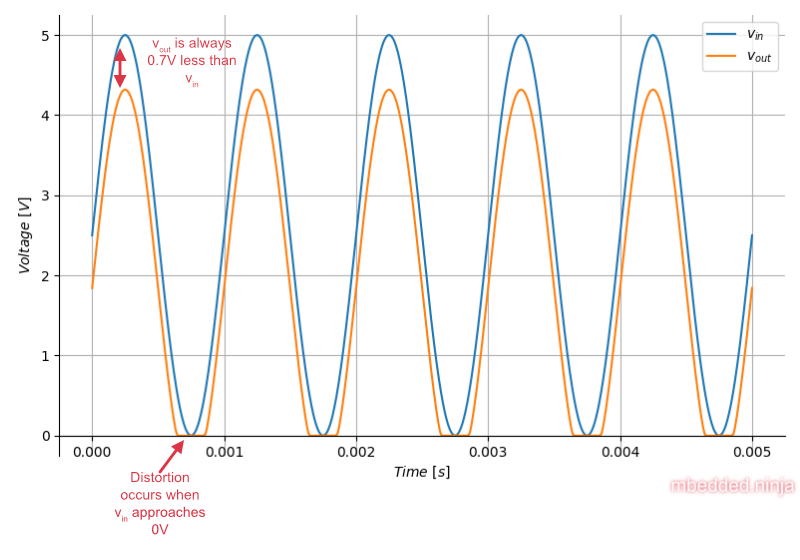 5
4
3
2
1
0
Voltage [V]
v_out is always
0.7V less than
v_in
v_in
v_out
0.000
0.001
0.002
0.003
0.004
0.005
Time [s]
Distortion
occurs when
v_in approaches
0V
mbedded.ninja